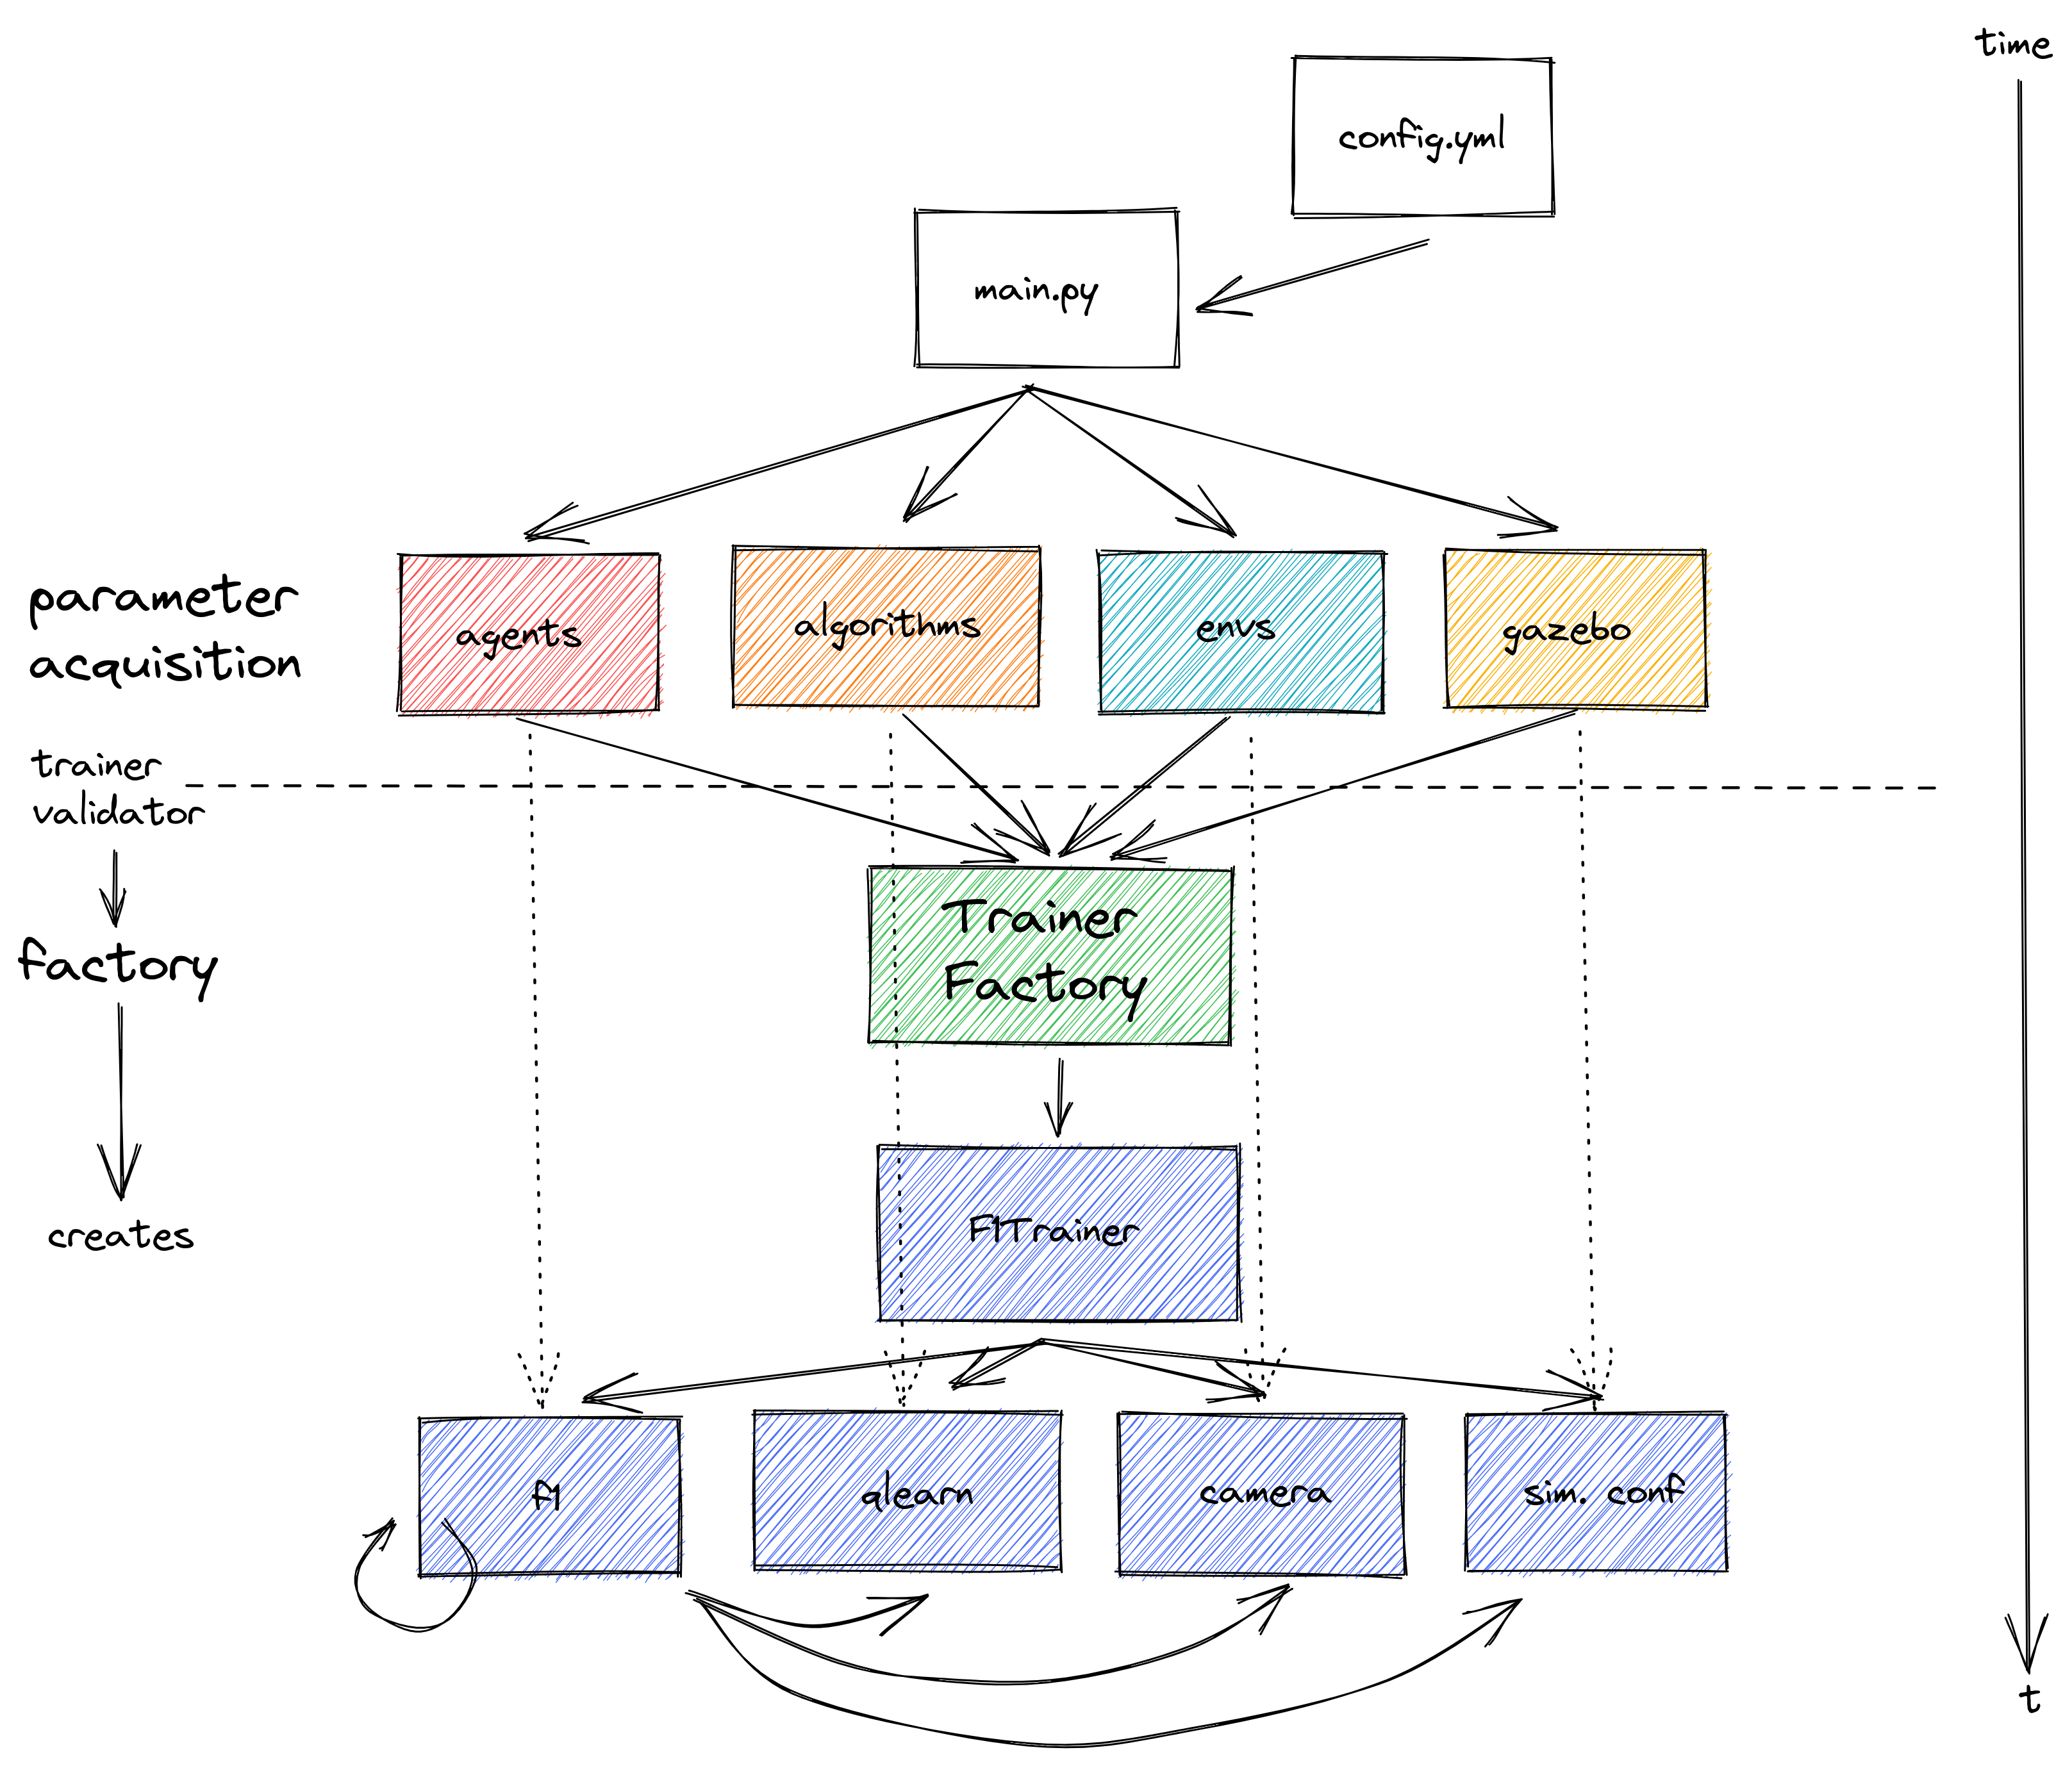 time
config.yml
main.py
parameter
acquisition
agents
algorithms
envs
gazebo
trainer
validator
factory
Trainer
Factory
creates
F1Trainer
f1
qlearn
camera
sim. conf
t